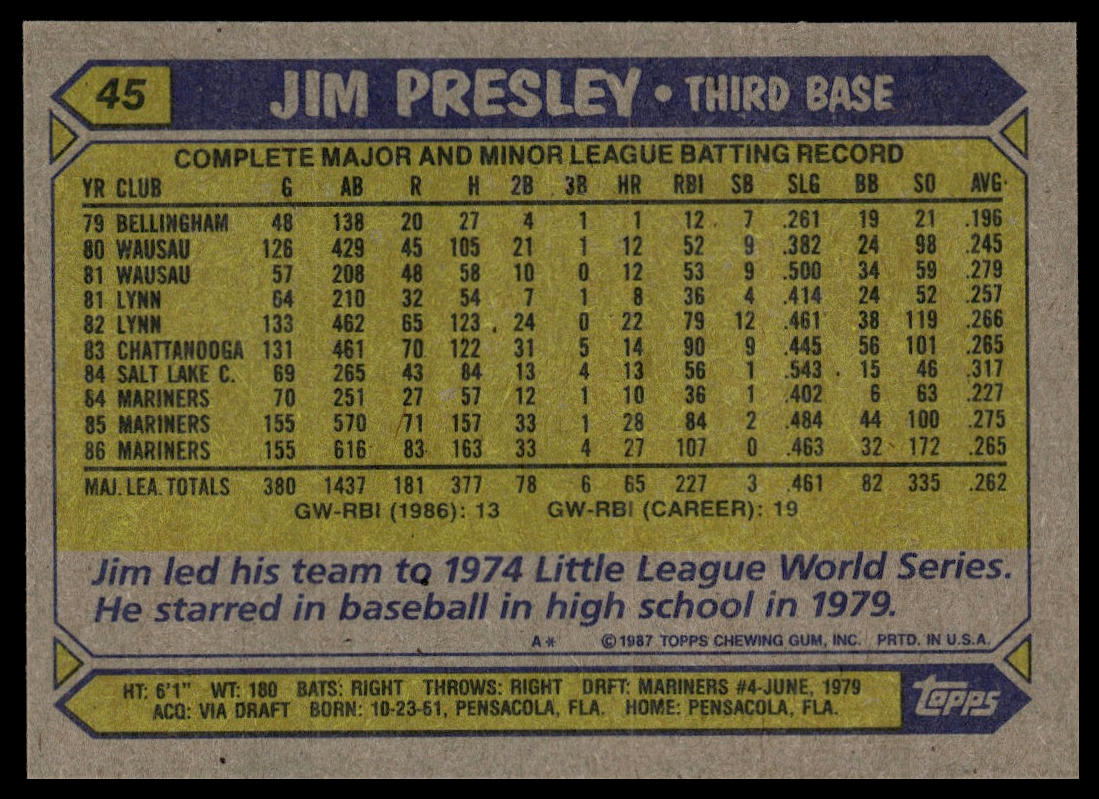 45 JIM PRESLEY • THIRD BASE
COMPLETE MAJOR AND MINOR LEAGUE BATTING RECORD
YR CLUB G AB R H 2B 3B HR RBI SB SLG BB SO AVG.
79 BELLINGHAM 48 138 20 27 4 1 1 12 7 .261 19 21 .196
80 WAUSAU 126 429 45 105 21 1 12 52 9 .382 24 98 .245
81 WAUSAU 57 208 48 58 10 0 12 53 9 .500 34 59 .279
81 LYNN 64 210 32 54 7 1 8 36 4 .414 24 52 .257
82 LYNN 133 462 65 123 24 0 22 79 12 .461 38 119 .266
83 CHATTANOOGA 131 461 70 122 31 5 14 90 9 .445 56 101 .265
84 SALT LAKE C. 69 265 43 84 13 4 13 56 1 .543 15 46 .317
84 MARINERS 70 251 27 57 12 1 10 36 1 .402 6 63 .227
85 MARINERS 155 570 71 157 33 1 28 84 2 .484 44 100 .275
86 MARINERS 155 616 83 163 33 4 27 107 0 .463 32 172 .265
MAJ. LEA. TOTALS 380 1437 181 377 78 6 65 227 3 .461 82 335 .262
GW-RBI (1986): 13 GW-RBI (CAREER): 19
Jim led his team to 1974 Little League World Series.
He starred in baseball in high school in 1979.
A* ©1987 TOPPS CHEWING GUM, INC. PRTD. IN U.S.A.
HT: 6'1" WT: 180 BATS: RIGHT THROWS: RIGHT DRFT: MARINERS #4-JUNE, 1979
ACQ: VIA DRAFT BORN: 10-23-61, PENSACOLA, FLA. HOME: PENSACOLA, FLA.
Topps